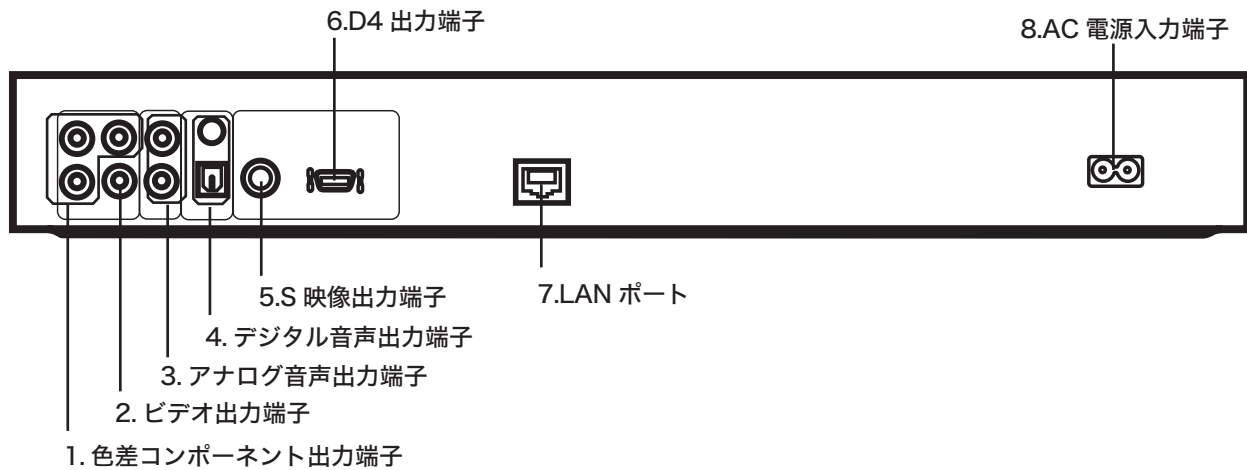 6.D4 出力端子
8.AC 電源入力端子
5.S 映像出力端子
7.LAN ポート
4. デジタル音声出力端子
3. アナログ音声出力端子
2. ビデオ出力端子
1. 色差コンポーネント出力端子